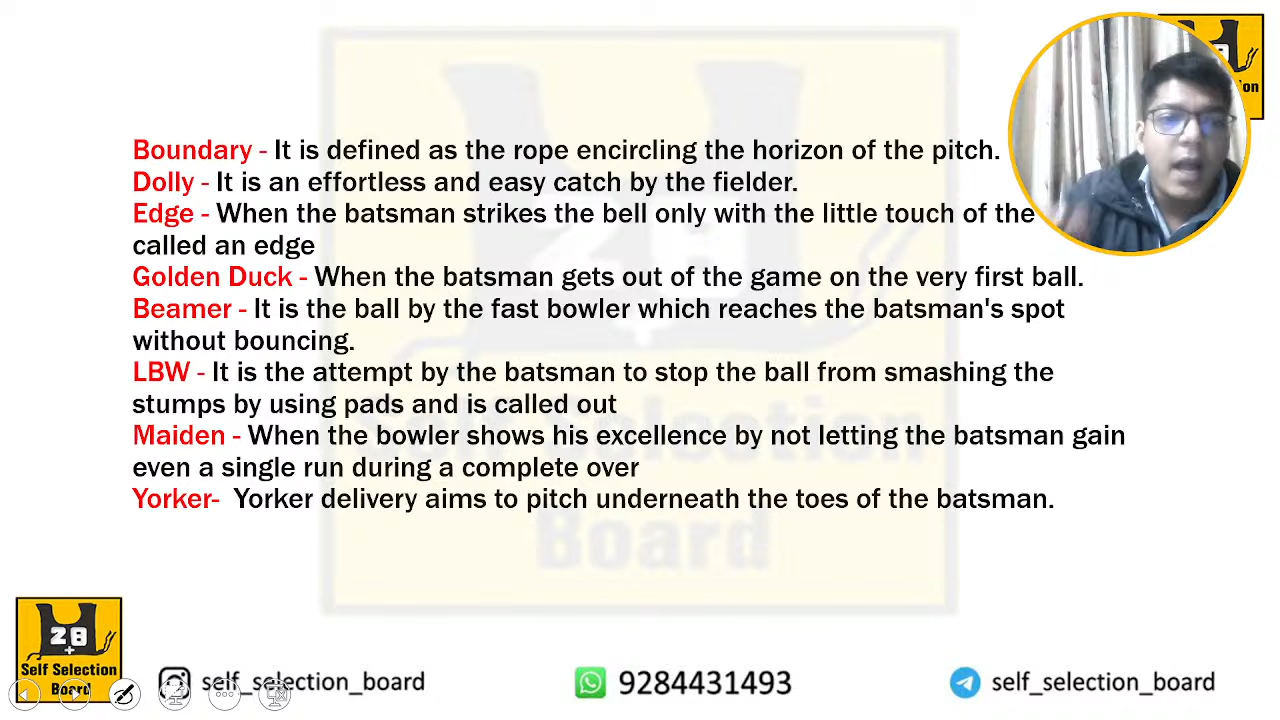 Boundary - It is defined as the rope encircling the horizon of the pitch.
Dolly - It is an effortless and easy catch by the fielder.
Edge - When the batsman strikes the bell only with the little touch of the
called an edge
Golden Duck - When the batsman gets out of the game on the very first ball.
Beamer - It is the ball by the fast bowler which reaches the batsman's spot
without bouncing.
LBW - It is the attempt by the batsman to stop the ball from smashing the
stumps by using pads and is called out
Maiden - When the bowler shows his excellence by not letting the batsman gain
even a single run during a complete over
Yorker-  Yorker delivery aims to pitch underneath the toes of the batsman.
Self Selection
Board
28
+
Self Selection
Board
self_selection_board
9284431493
self_selection_board